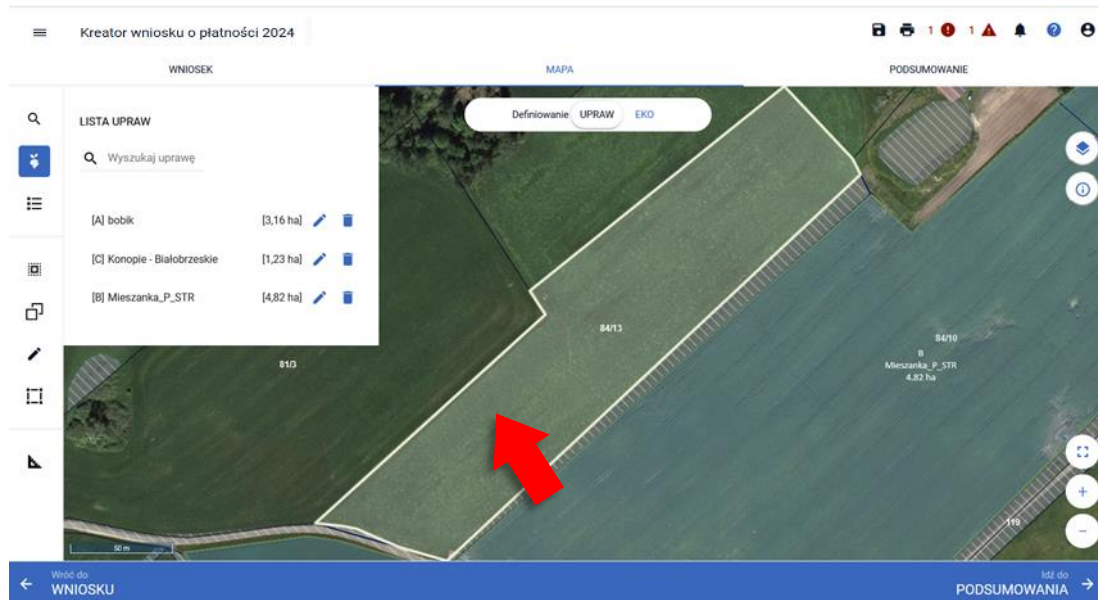 Kreator wniosku o płatności 2024
1 1
WNIOSEK MAPA PODSUMOWANIE
LISTA UPRAW
Definiowanie UPRAW EKO
Wyszukaj uprawę
[A] bobik [3,16 ha]
[C] Konopie - Białobrzeskie [1,23 ha]
[B] Mieszanka_P_STR [4,82 ha]
84/13
84/10
B
Mieszanka_P_STR
4.82 ha
81/3
119
50 m
Wróć do
WNIOSKU
Idź do
PODSUMOWANIA